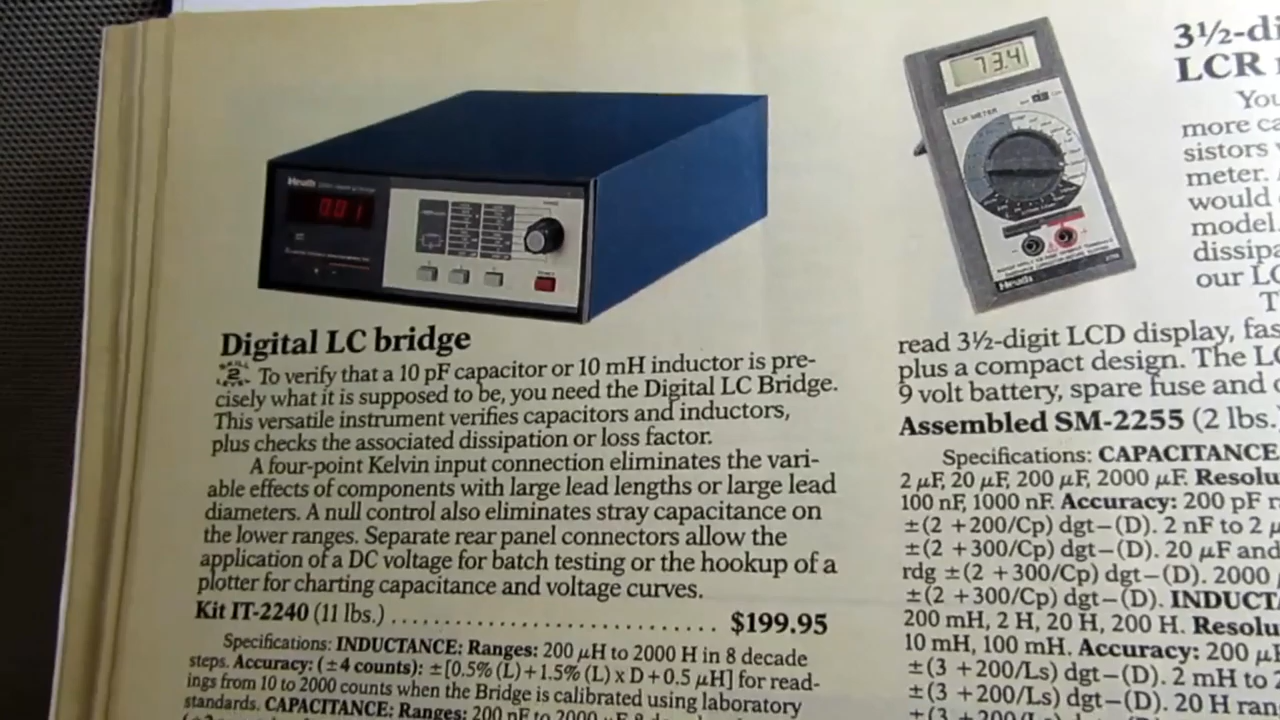 Heath
0.01
Digital LC bridge
2 To verify that a 10 pF capacitor or 10 mH inductor is pre-
cisely what it is supposed to be, you need the Digital LC Bridge.
This versatile instrument verifies capacitors and inductors,
plus checks the associated dissipation or loss factor.
A four-point Kelvin input connection eliminates the vari-
able effects of components with large lead lengths or large lead
diameters. A null control also eliminates stray capacitance on
the lower ranges. Separate rear panel connectors allow the
application of a DC voltage for batch testing or the hookup of a
plotter for charting capacitance and voltage curves.
Kit IT-2240 (11 lbs.) . . . . . . . . . . . . . . . . . . . . . . . . . . $199.95
Specifications: INDUCTANCE: Ranges: 200 µH to 2000 H in 8 decade
steps. Accuracy: (±4 counts): ±[0.5% (L)+1.5% (L) x D+0.5 µH] for read-
ings from 10 to 2000 counts when the Bridge is calibrated using laboratory
standards. CAPACITANCE: Ranges: 200 pF to 2000 µF 8 decade
73.4
LCR METER
Heath
3½-di
LCR
You
more ca
sistors
meter.
would
model.
dissipa
our LC
T
read 3½-digit LCD display, fas
plus a compact design. The LC
9 volt battery, spare fuse and
Assembled SM-2255 (2 lbs.)
Specifications: CAPACITANCE
2 µF, 20 µF, 200 µF, 2000 µF. Resolu
100 nF, 1000 nF. Accuracy: 200 pF
±(2 +200/Cp) dgt—(D). 2 nF to 2
±(2 +300/Cp) dgt—(D). 20 µF and
rdg ±(2 +300/Cp) dgt—(D). 2000
±(2 +300/Cp) dgt—(D). INDUCT
200 mH, 2 H, 20 H, 200 H. Resolu
10 mH, 100 mH. Accuracy: 200 µ
±(3 +200/Ls) dgt—(D). 2 mH to 2
±(3 +200/Ls) dgt—(D). 20 H ran